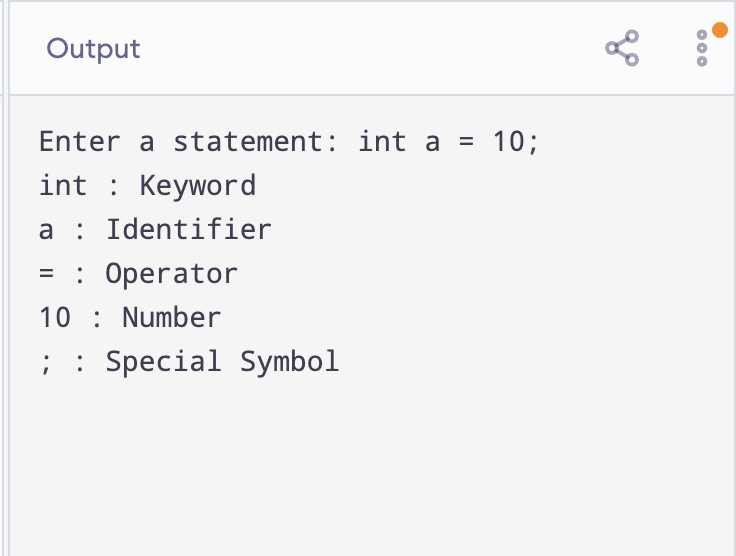 Output
Enter a statement: int a = 10;
int : Keyword
a : Identifier
= : Operator
10 : Number
; : Special Symbol